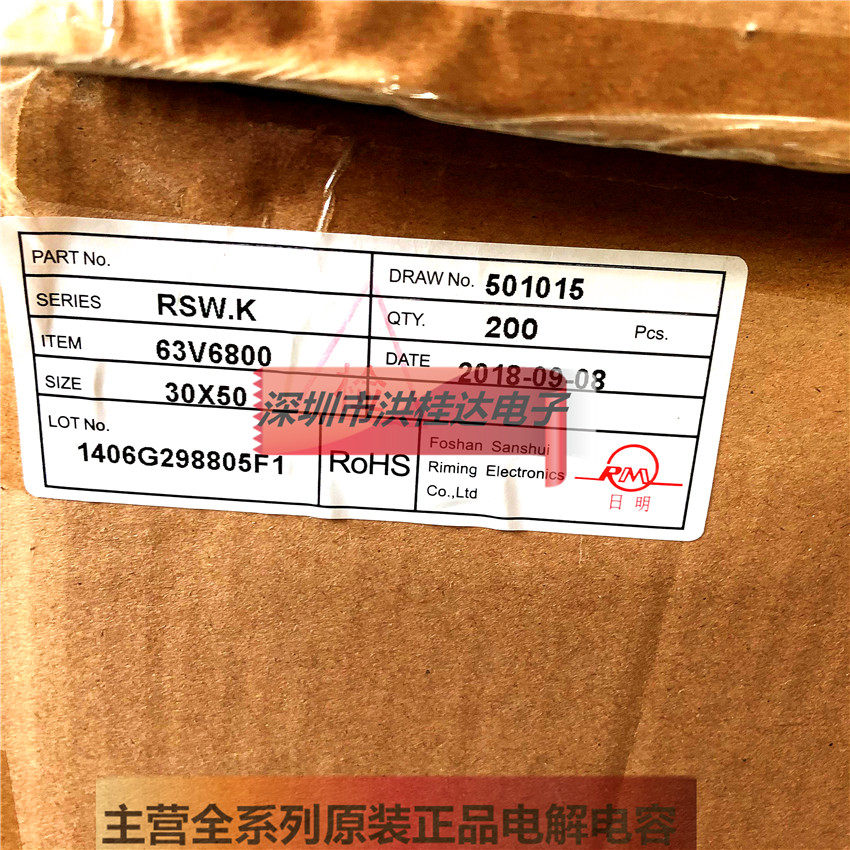 PART No.
DRAW No. 501015
SERIES RSW.K
QTY. 200 Pcs.
ITEM 63V6800
DATE 2018-09-08
SIZE 30X50
深圳市洪桂达电子
LOT No.
1406G298805F1
RoHS
Foshan Sanshui
Riming Electronics
Co.,Ltd
RM
日明
主营全系列原装正品电解电容